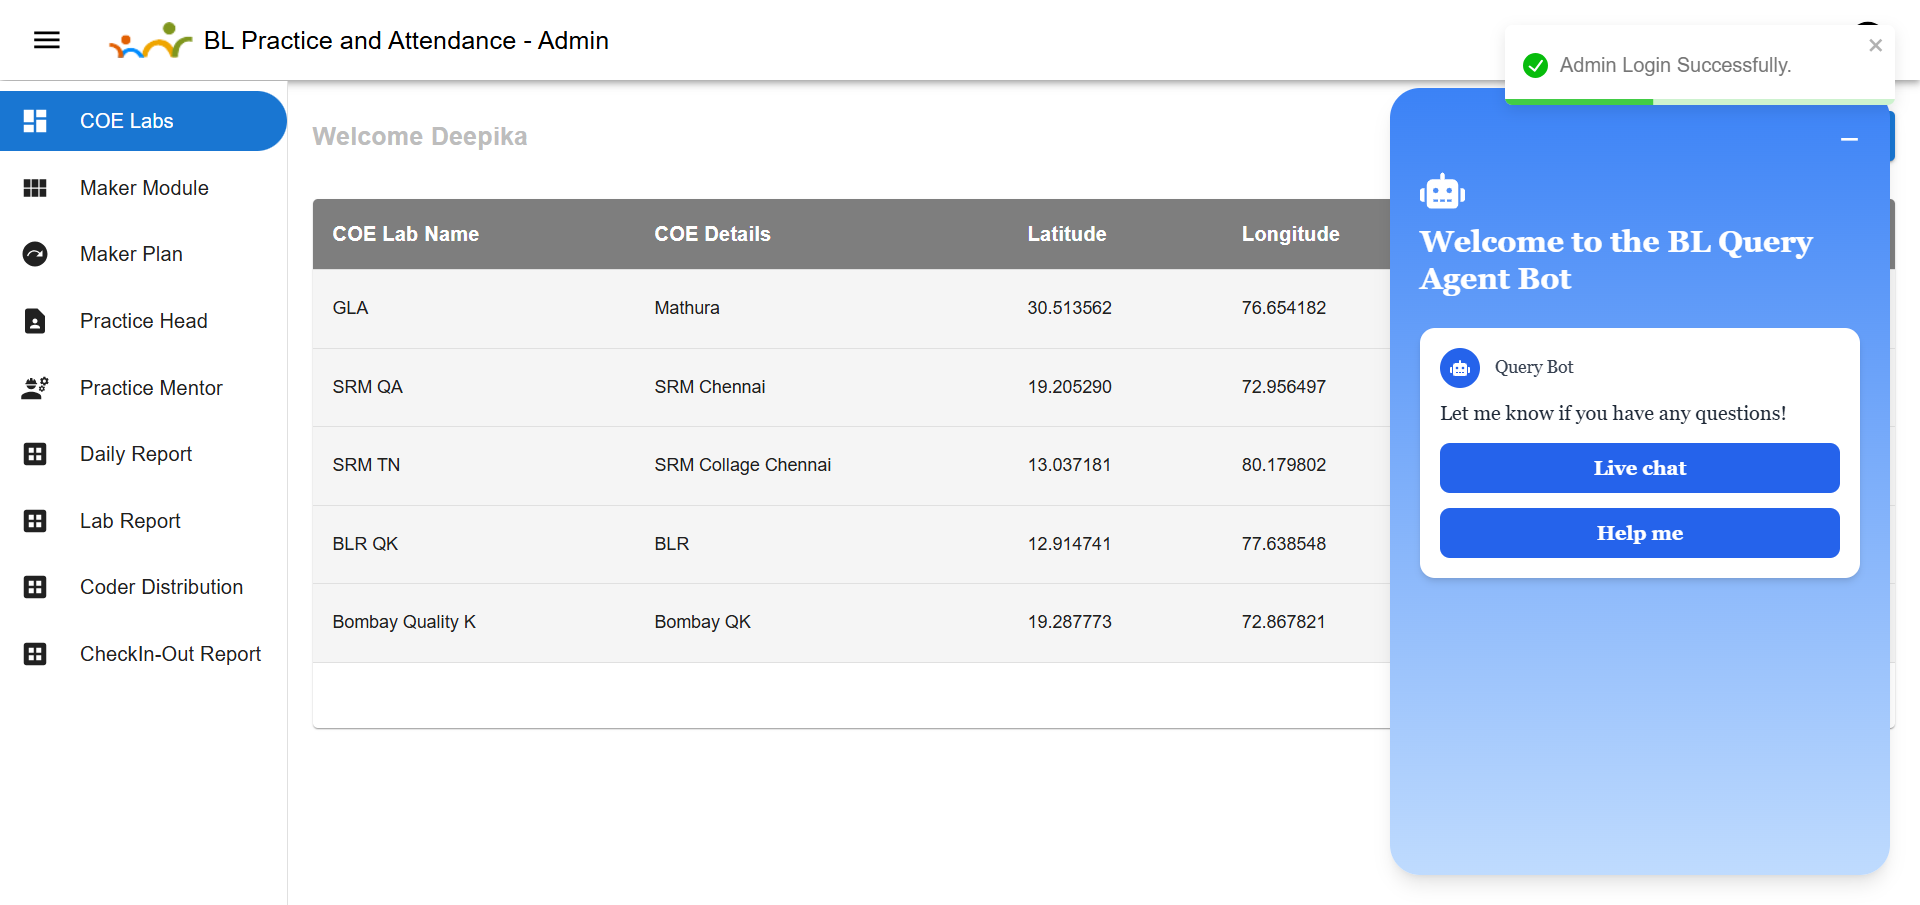 BL Practice and Attendance - Admin
Admin Login Successfully.
COE Labs
Maker Module
Maker Plan
Practice Head
Practice Mentor
Daily Report
Lab Report
Coder Distribution
CheckIn-Out Report
Welcome Deepika
COE Lab Name COE Details Latitude Longitude
GLA Mathura 30.513562 76.654182
SRM QA SRM Chennai 19.205290 72.956497
SRM TN SRM Collage Chennai 13.037181 80.179802
BLR QK BLR 12.914741 77.638548
Bombay Quality K Bombay QK 19.287773 72.867821
Welcome to the BL Query
Agent Bot
Query Bot
Let me know if you have any questions!
Live chat
Help me